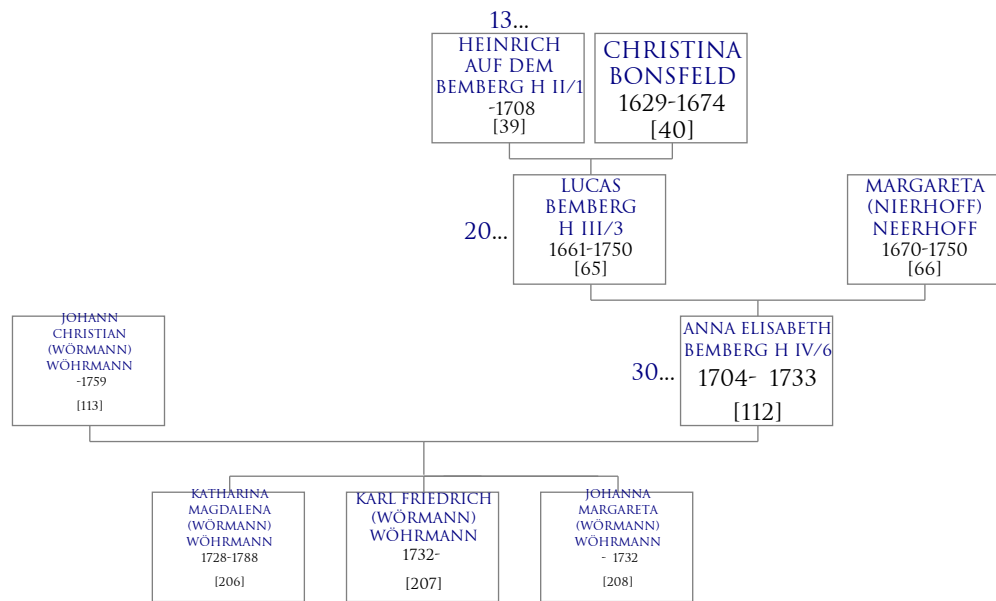 13...
HEINRICH
AUF DEM
BEMBERG H II/1
-1708
[39]
CHRISTINA
BONSFELD
1629-1674
[40]
20...
LUCAS
BEMBERG
H III/3
1661-1750
[65]
MARGARETA
(NIERHOFF)
NEERHOFF
1670-1750
[66]
JOHANN
CHRISTIAN
(WÖRMANN)
WÖHRMANN
-1759
[113]
30...
ANNA ELISABETH
BEMBERG H IV/6
1704- 1733
[112]
KATHARINA
MAGDALENA
(WÖRMANN)
WÖHRMANN
1728-1788
[206]
KARL FRIEDRICH
(WÖRMANN)
WÖHRMANN
1732-
[207]
JOHANNA
MARGARETA
(WÖRMANN)
WÖHRMANN
- 1732
[208]